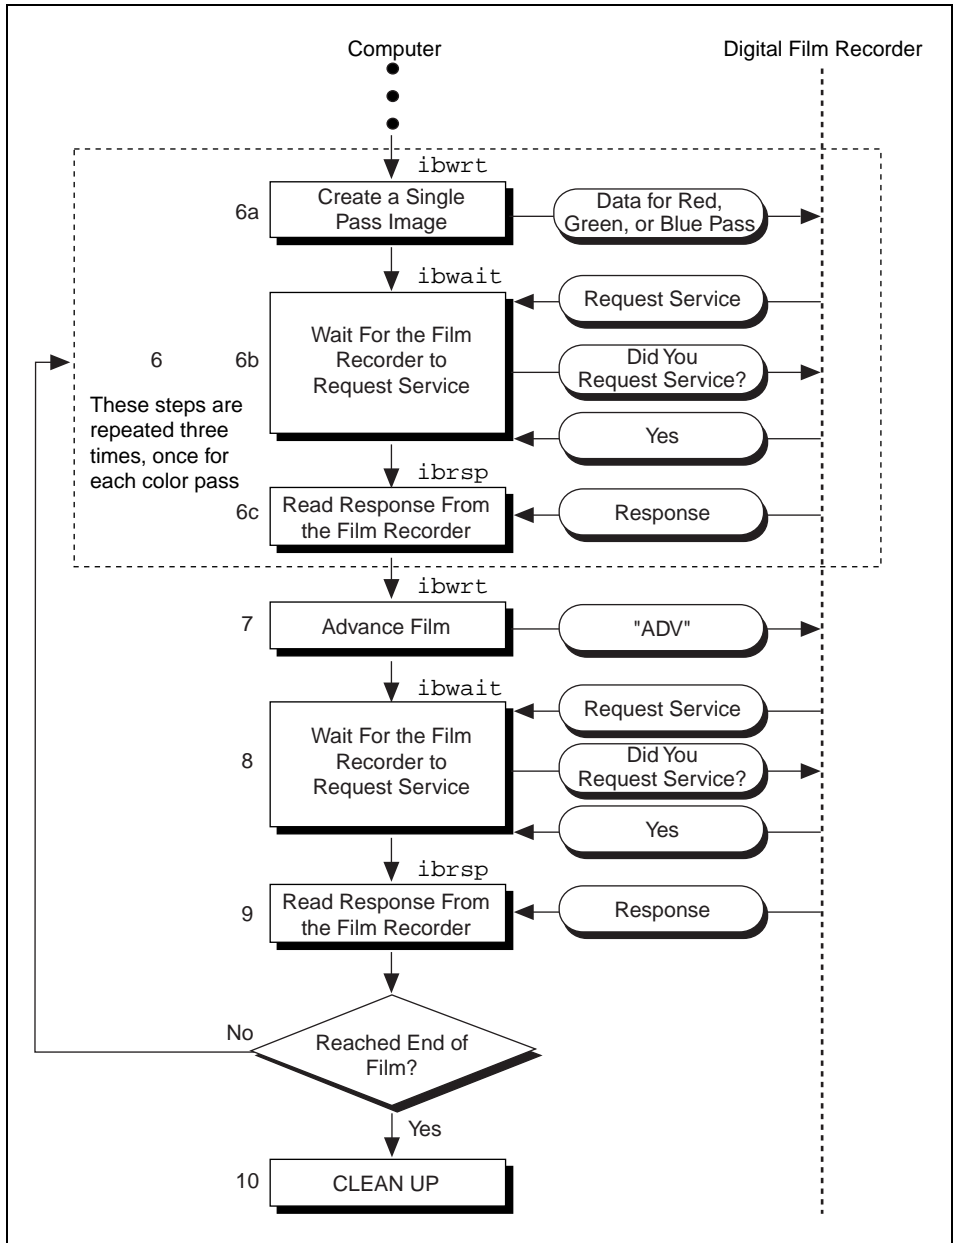 Computer
Digital Film Recorder
ibwrt
6a
Create a Single
Pass Image
Data for Red,
Green, or Blue Pass
ibwait
6
6b
Wait For the Film
Recorder to
Request Service
Request Service
Did You
Request Service?
Yes
These steps are
repeated three
times, once for
each color pass
ibrsp
6c
Read Response From
the Film Recorder
Response
ibwrt
7
Advance Film
"ADV"
ibwait
8
Wait For the Film
Recorder to
Request Service
Request Service
Did You
Request Service?
Yes
ibrsp
9
Read Response From
the Film Recorder
Response
No
Reached End of
Film?
Yes
10
CLEAN UP